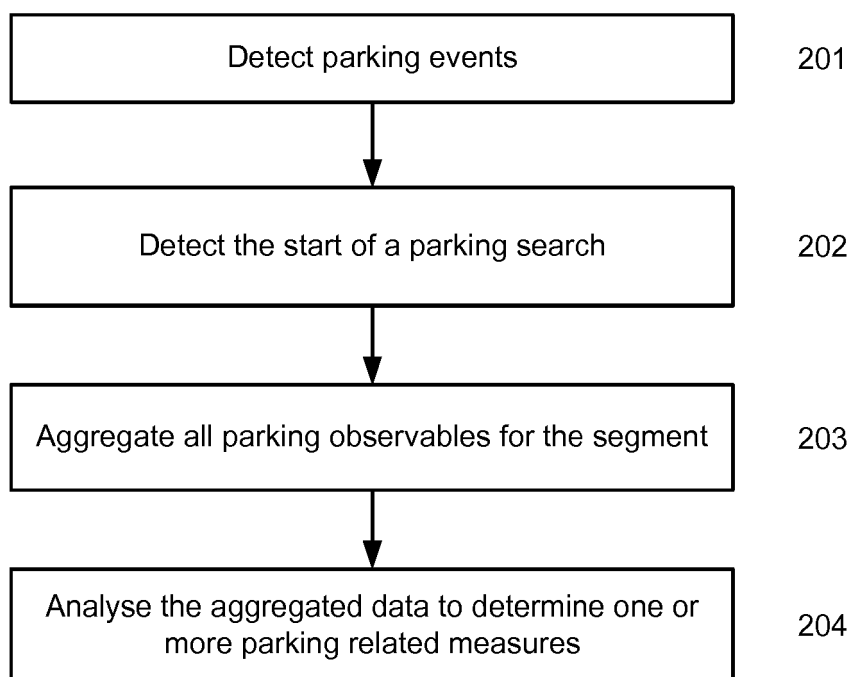 Detect parking events
201
Detect the start of a parking search
202
Aggregate all parking observables for the segment
203
Analyse the aggregated data to determine one or
more parking related measures
204